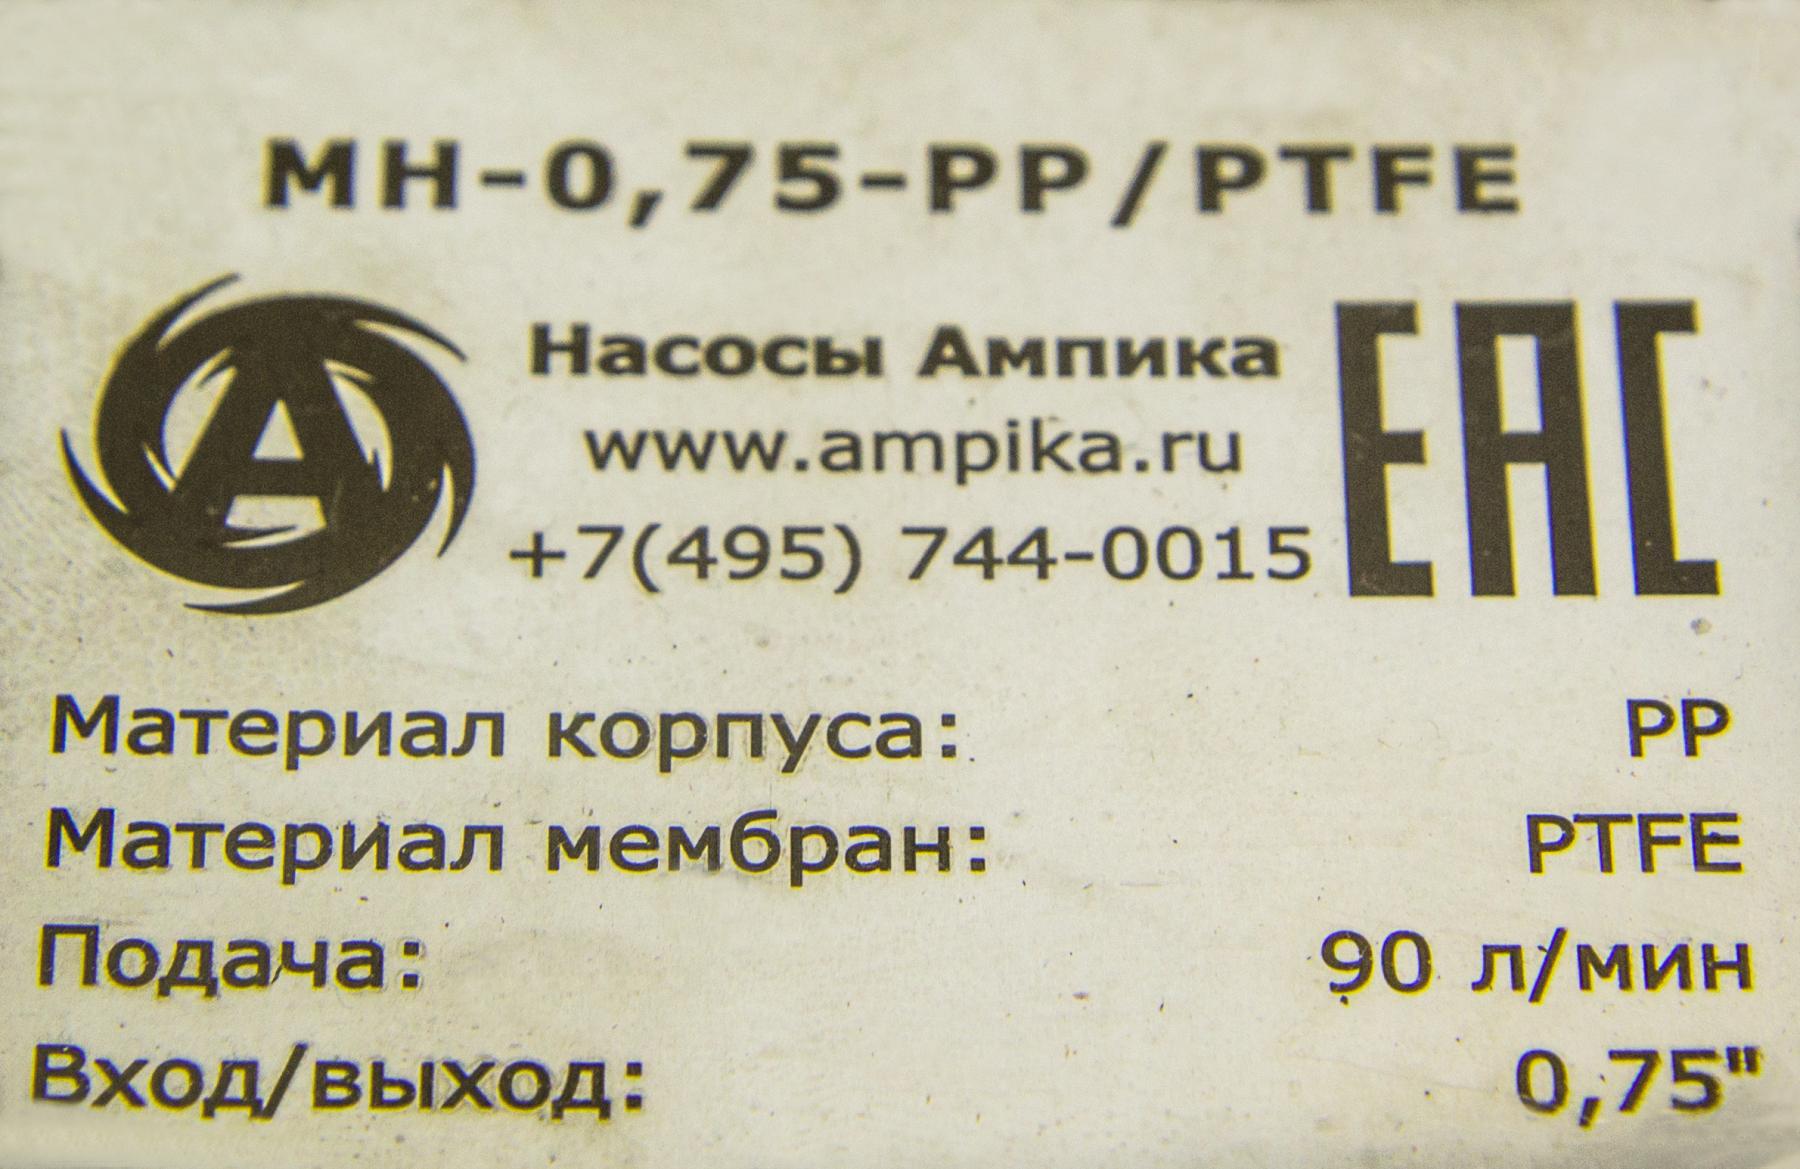 МН-0,75-PP/PTFE
Насосы Ампика
www.ampika.ru
+7(495) 744-0015
EAC
Материал корпуса: PP
Материал мембран: PTFE
Подача: 90 л/мин
Вход/выход: 0,75"